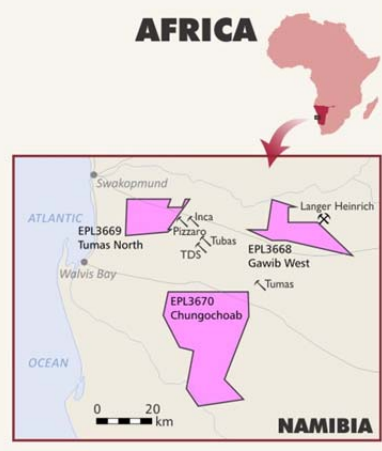 AFRICA
Swakopmund
ATLANTIC
EPL3669
Tumas North
Inca
Pizzaro
Tubas
TDS
Langer Heinrich
EPL3668
Gawib West
Walvis Bay
Tumas
EPL3670
Chungochoab
OCEAN
0 20
km
NAMIBIA